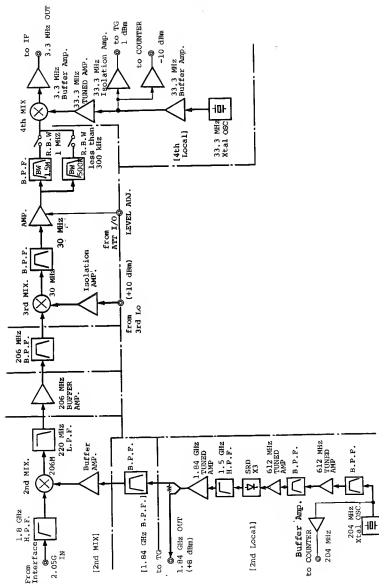 From
Interface
2.05G
IN
1.8 GHz
H.P.F.
2nd MIX.
206M
220 MHz
L.P.F.
206 MHz
BUFFER
AMP.
206 MHz
B.P.F.
3rd MIX.
30 MHz
B.P.F.
AMP.
30 MHz
B.P.F.
BW
1.5M
R.B.W
1 MHz
BW
500K
R.B.W
less than
300 kHz
4th MIX
to IF
3.3 MHz OUT
3.3 MHz
Buffer Amp.
33.3 MHz
TUNED AMP
33.3 MHz
Isolation Amp.
to TG
1 dBm
to COUNTER
-10 dBm
33.3 MHz
Buffer Amp.
[4th
Local]
33.3 MHz
Xtal OSC
Isolation
AMP.
(+10 dBm)
from
3rd Lo
from
ATT I/O
LEVEL ADJ.
Buffer
AMP.
[2nd MIX]
B.P.F.
[1.84 GHz B.P.F.]
to TG
1.84 GHz OUT
(+8 dBm)
1.84 GHz
TUNED
AMP
1.5 GHz
H.P.F.
SRD
X3
612 MHz
TUNED
AMP
B.P.F.
612 MHz
TUNED
AMP
B.P.F.
[2nd Local]
Buffer Amp.
to COUNTER
204 MHz
204 MHz
Xtal OSC.